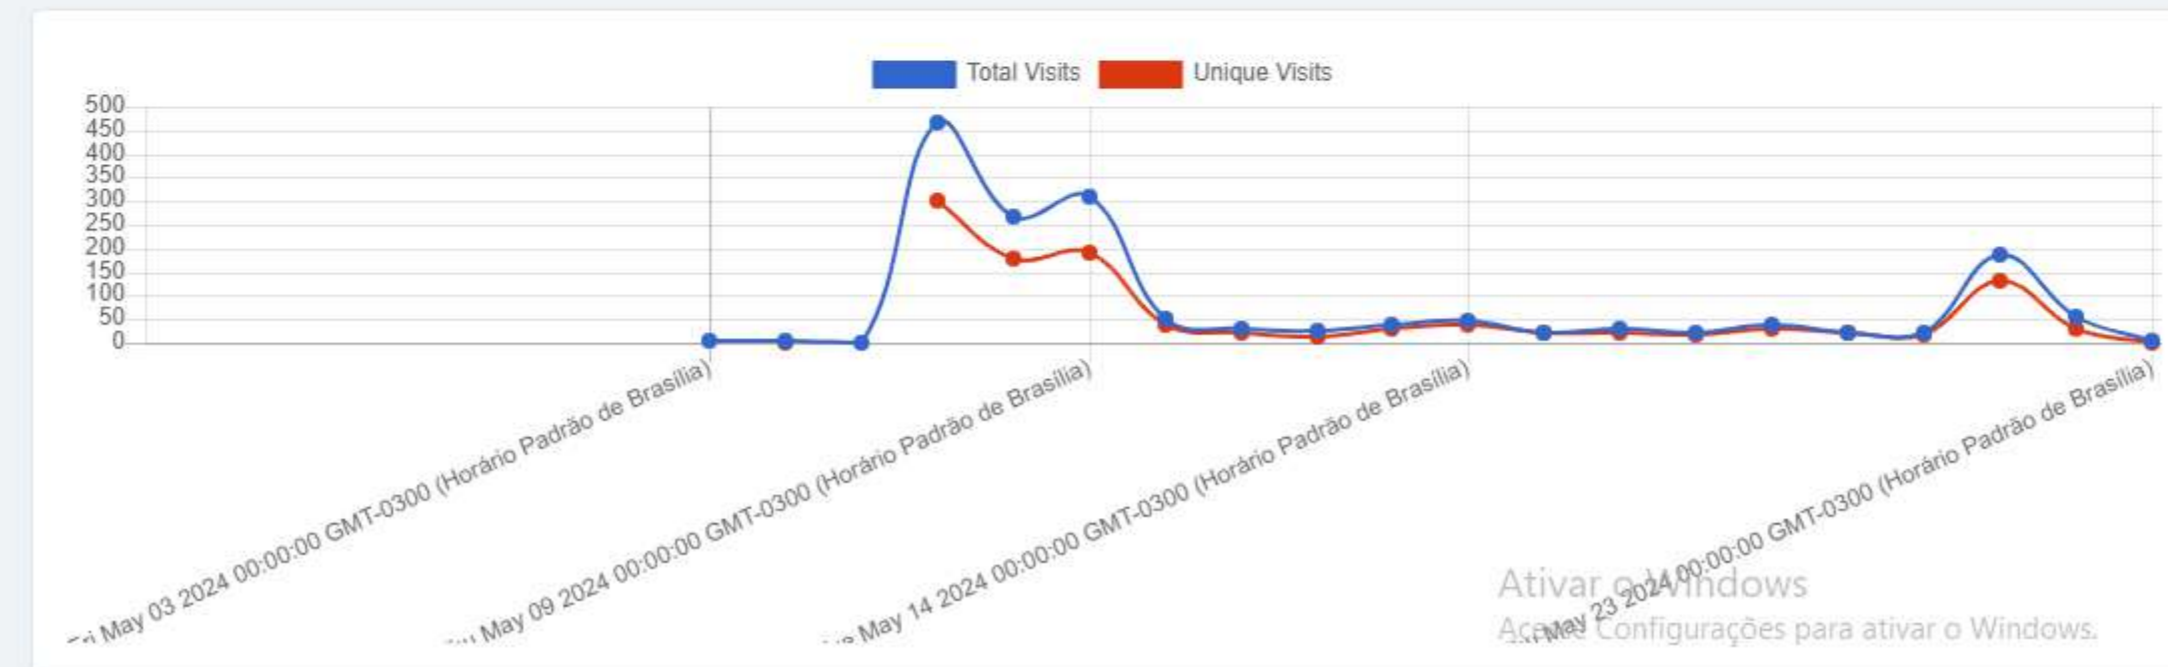 Total Visits
Unique Visits
500
450
400
350
300
250
200
150
100
50
0
Fri May 03 2024 00:00:00 GMT-0300 (Horário Padrão de Brasília)
May 09 2024 00:00:00 GMT-0300 (Horário Padrão de Brasília)
May 14 2024 00:00:00 GMT-0300 (Horário Padrão de Brasília)
May 23 2024 00:00:00 GMT-0300 (Horário Padrão de Brasília)
Ativar o Windows
Configurações para ativar o Windows.